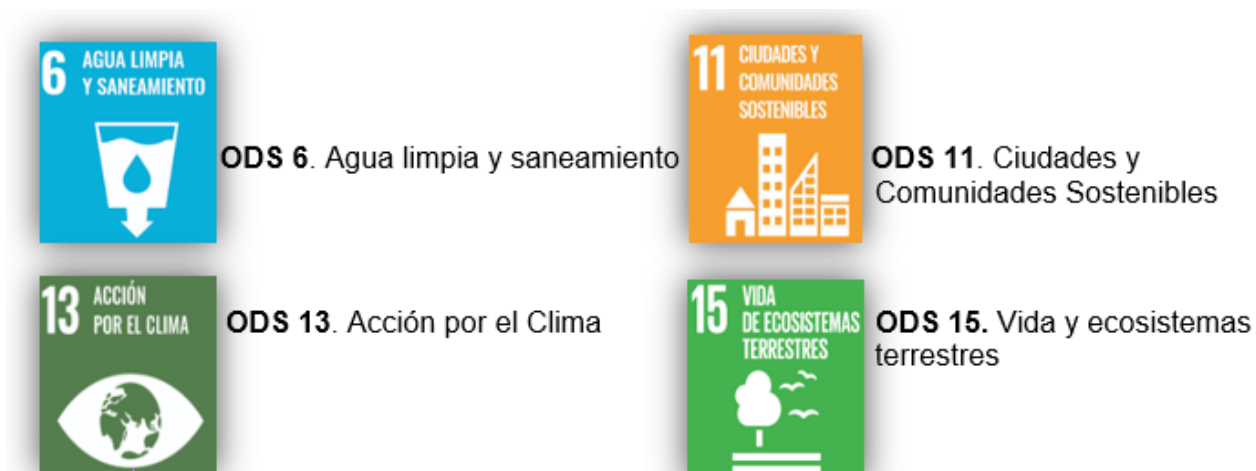 6 AGUA LIMPIA
Y SANEAMIENTO
ODS 6. Agua limpia y saneamiento
11 CIUDADES Y
COMUNIDADES
SOSTENIBLES
ODS 11. Ciudades y
Comunidades Sostenibles
13 ACCIÓN
POR EL CLIMA
ODS 13. Acción por el Clima
15 VIDA
DE ECOSISTEMAS
TERRESTRES
ODS 15. Vida y ecosistemas
terrestres